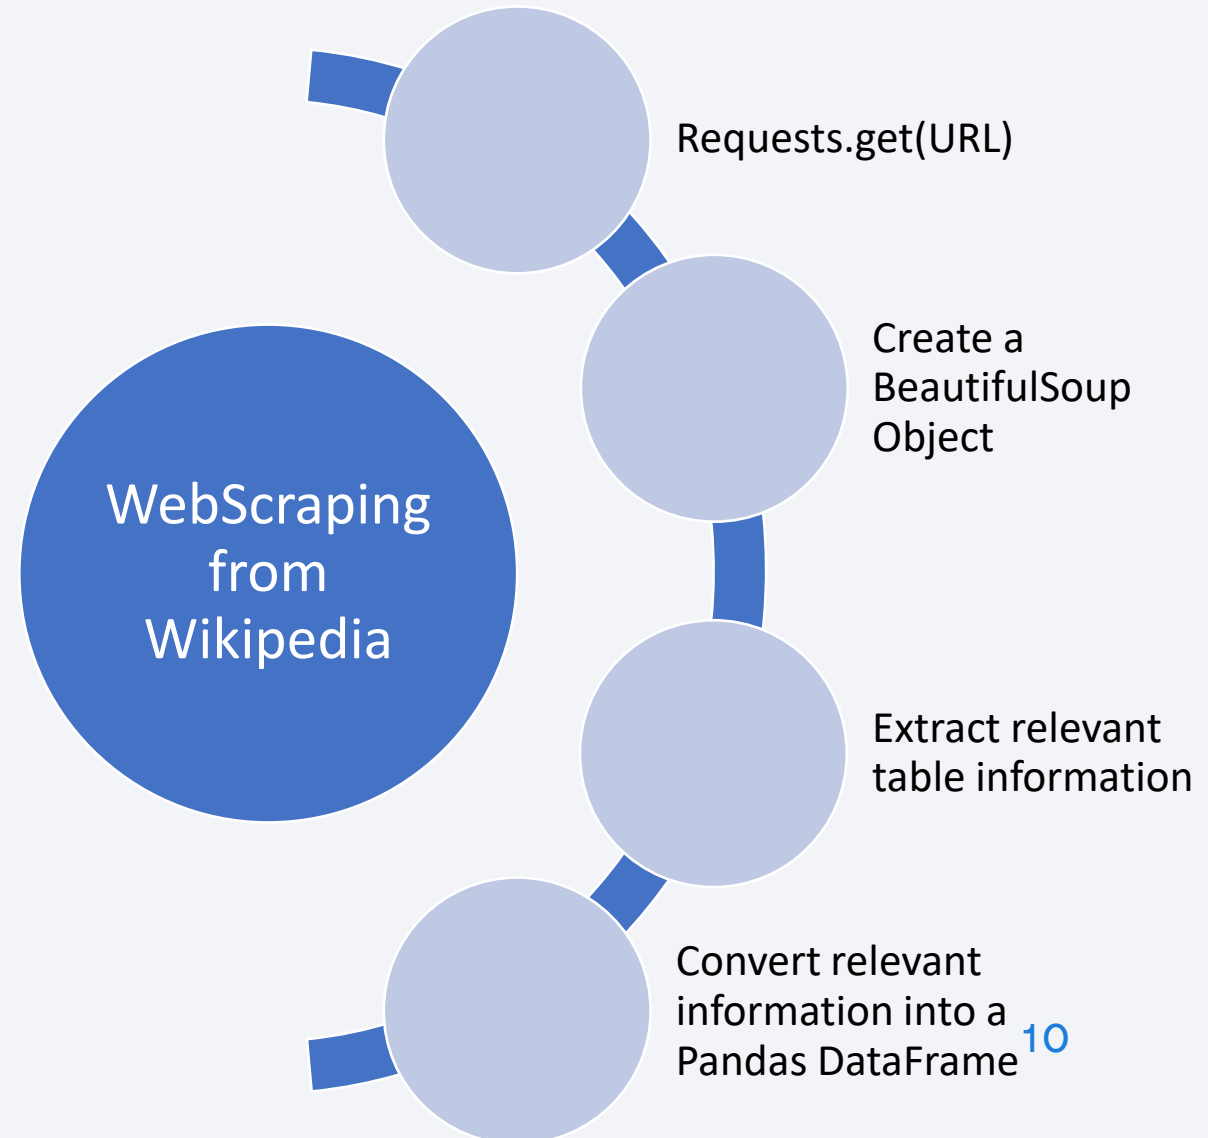 Requests.get(URL)
Create a
BeautifulSoup
Object
WebScraping
from
Wikipedia
Extract relevant
table information
Convert relevant
information into a
Pandas DataFrame
10